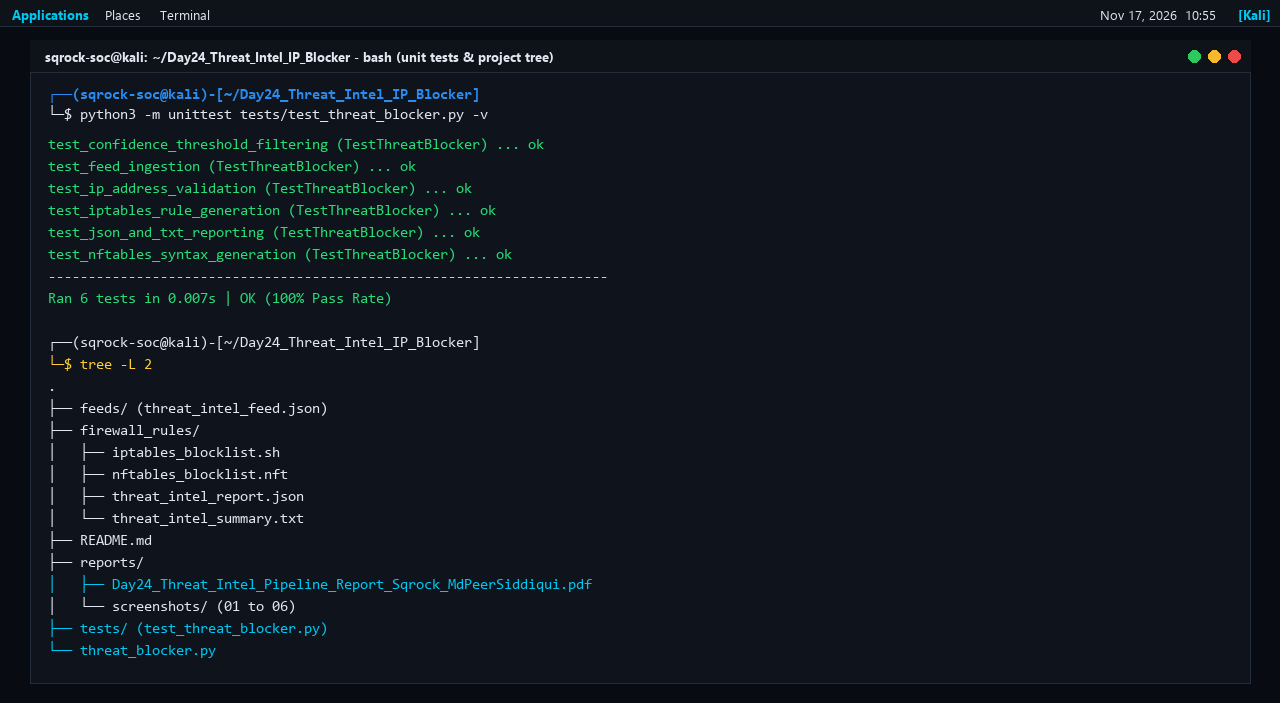 Applications Places Terminal Nov 17, 2026 10:55 [Kali]
sqrock-soc@kali: ~/Day24_Threat_Intel_IP_Blocker - bash (unit tests & project tree)
┌──(sqrock-soc@kali)-[~/Day24_Threat_Intel_IP_Blocker]
└─$ python3 -m unittest tests/test_threat_blocker.py -v
test_confidence_threshold_filtering (TestThreatBlocker) ... ok
test_feed_ingestion (TestThreatBlocker) ... ok
test_ip_address_validation (TestThreatBlocker) ... ok
test_iptables_rule_generation (TestThreatBlocker) ... ok
test_json_and_txt_reporting (TestThreatBlocker) ... ok
test_nftables_syntax_generation (TestThreatBlocker) ... ok
----------------------------------------------------------------------
Ran 6 tests in 0.007s | OK (100% Pass Rate)
┌──(sqrock-soc@kali)-[~/Day24_Threat_Intel_IP_Blocker]
└─$ tree -L 2
.
├── feeds/ (threat_intel_feed.json)
├── firewall_rules/
│   ├── iptables_blocklist.sh
│   ├── nftables_blocklist.nft
│   ├── threat_intel_report.json
│   └── threat_intel_summary.txt
├── README.md
├── reports/
│   ├── Day24_Threat_Intel_Pipeline_Report_Sqrock_MdPeerSiddiqui.pdf
│   └── screenshots/ (01 to 06)
├── tests/ (test_threat_blocker.py)
└── threat_blocker.py